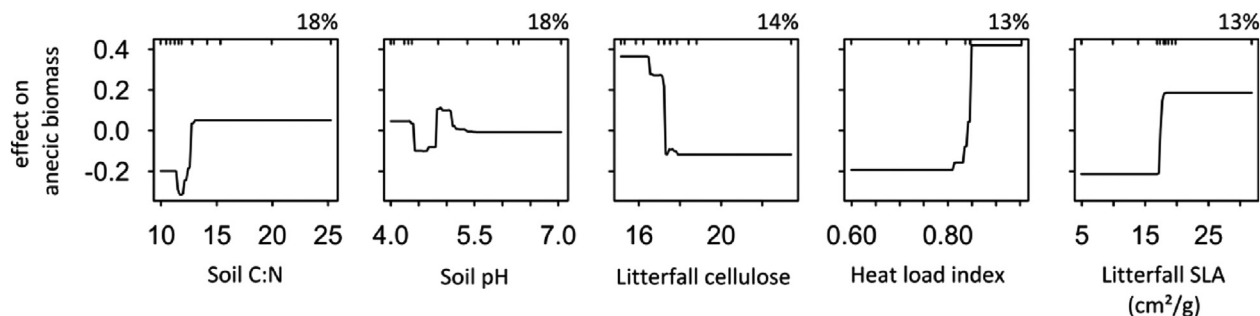 18% 18% 14% 13% 13%
effect on
anecic biomass
0.4
0.2
0.0
-0.2
10 15 20 25 4.0 5.5 7.0 16 20 0.60 0.80 5 15 25
Soil C:N Soil pH Litterfall cellulose Heat load index Litterfall SLA
(cm²/g)